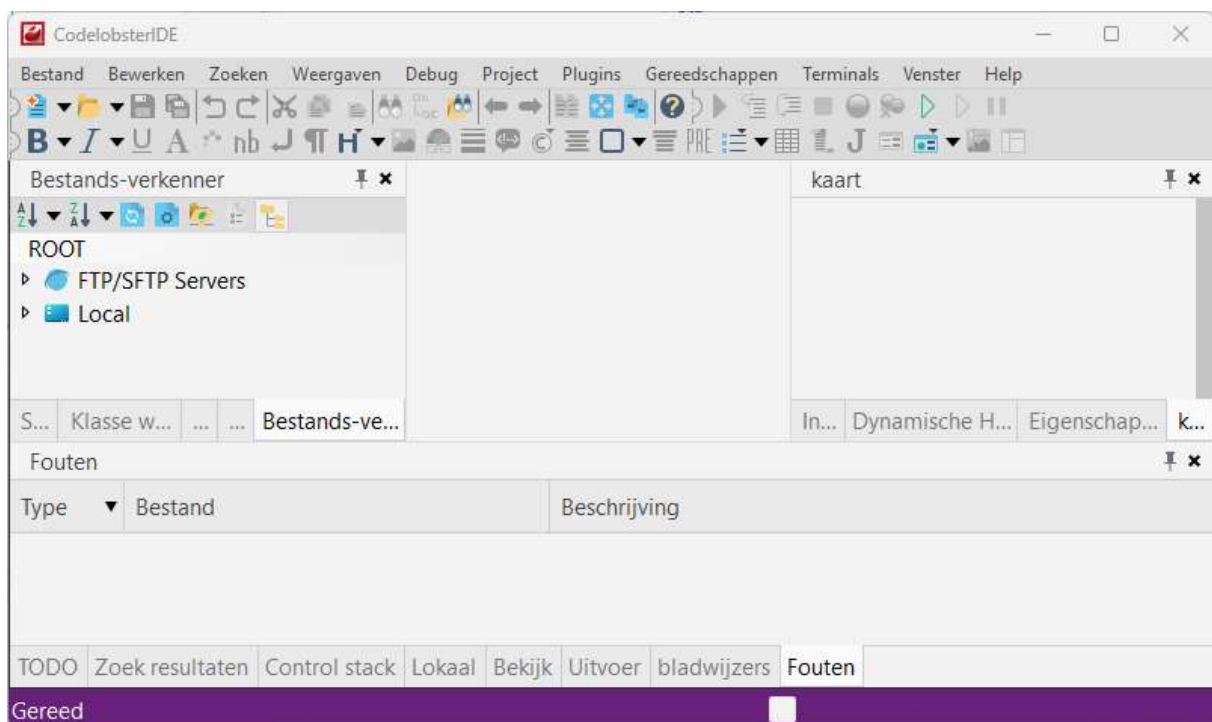 CodelobsterIDE
Bestand Bewerken Zoeken Weergaven Debug Project Plugins Gereedschappen Terminals Venster Help
B I U A nb H PRE J
Bestands-verkenner kaart
ROOT
FTP/SFTP Servers
Local
S... Klasse w... ... ... Bestands-ve... In... Dynamische H... Eigenschap... k...
Fouten
Type Bestand Beschrijving
TODO Zoek resultaten Control stack Lokaal Bekijk Uitvoer bladwijzers Fouten
Gereed